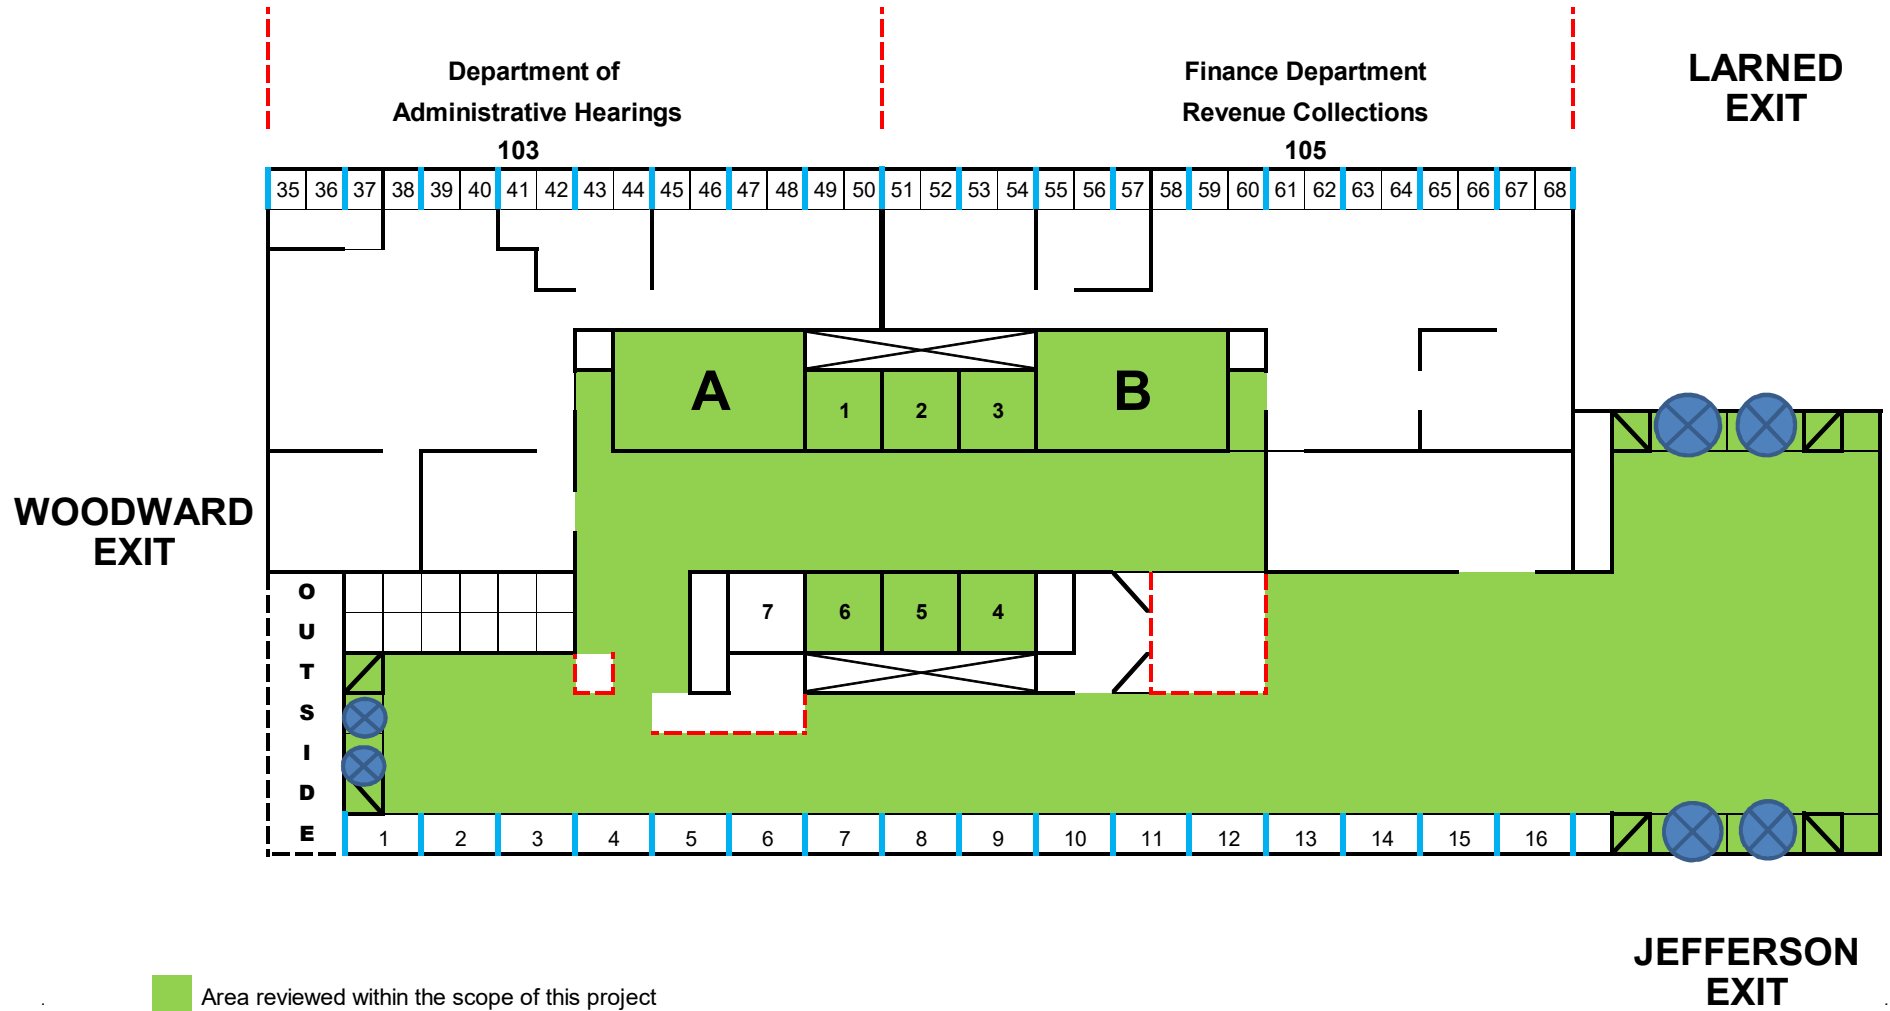 Department of
Administrative Hearings
103
Finance Department
Revenue Collections
105
LARNED
EXIT
35 36 37 38 39 40 41 42 43 44 45 46 47 48 49 50 51 52 53 54 55 56 57 58 59 60 61 62 63 64 65 66 67 68
A
1
2
3
B
WOODWARD
EXIT
7
6
5
4
O
U
T
S
I
D
E
1 2 3 4 5 6 7 8 9 10 11 12 13 14 15 16
JEFFERSON
EXIT
Area reviewed within the scope of this project